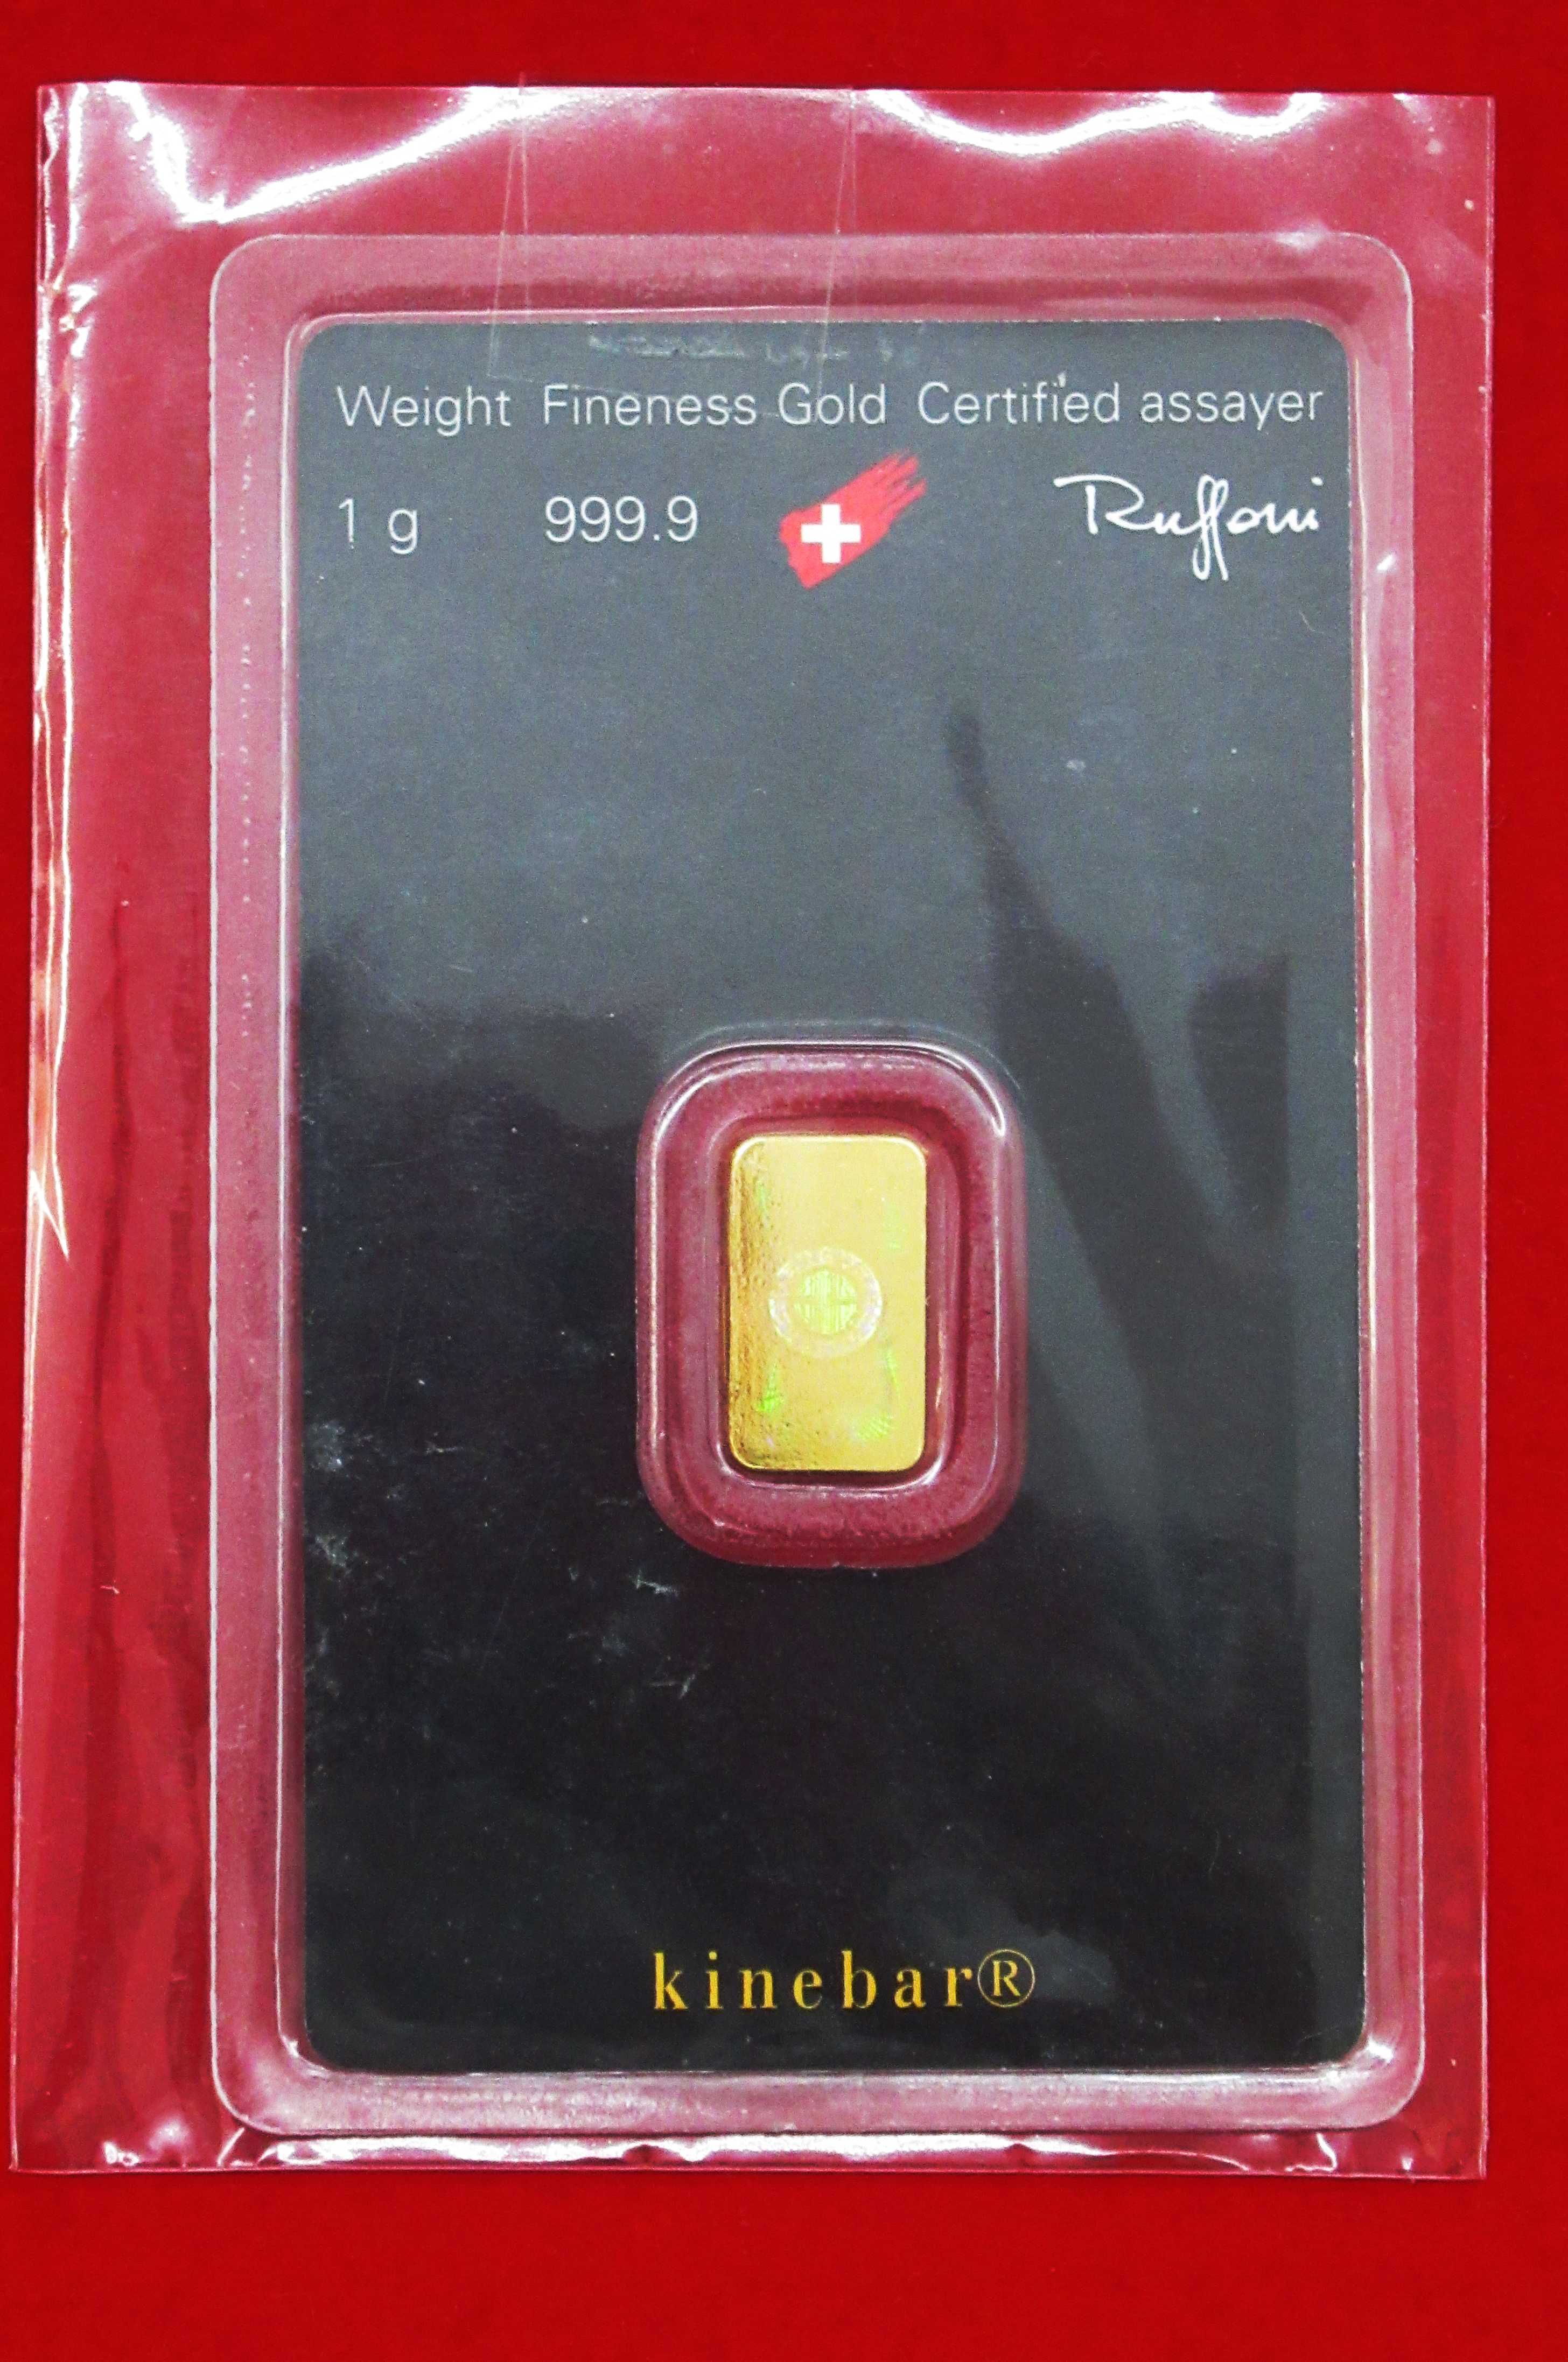 Weight Fineness Gold Certified assayer
1 g 999.9 Ruffoni
kinebar®